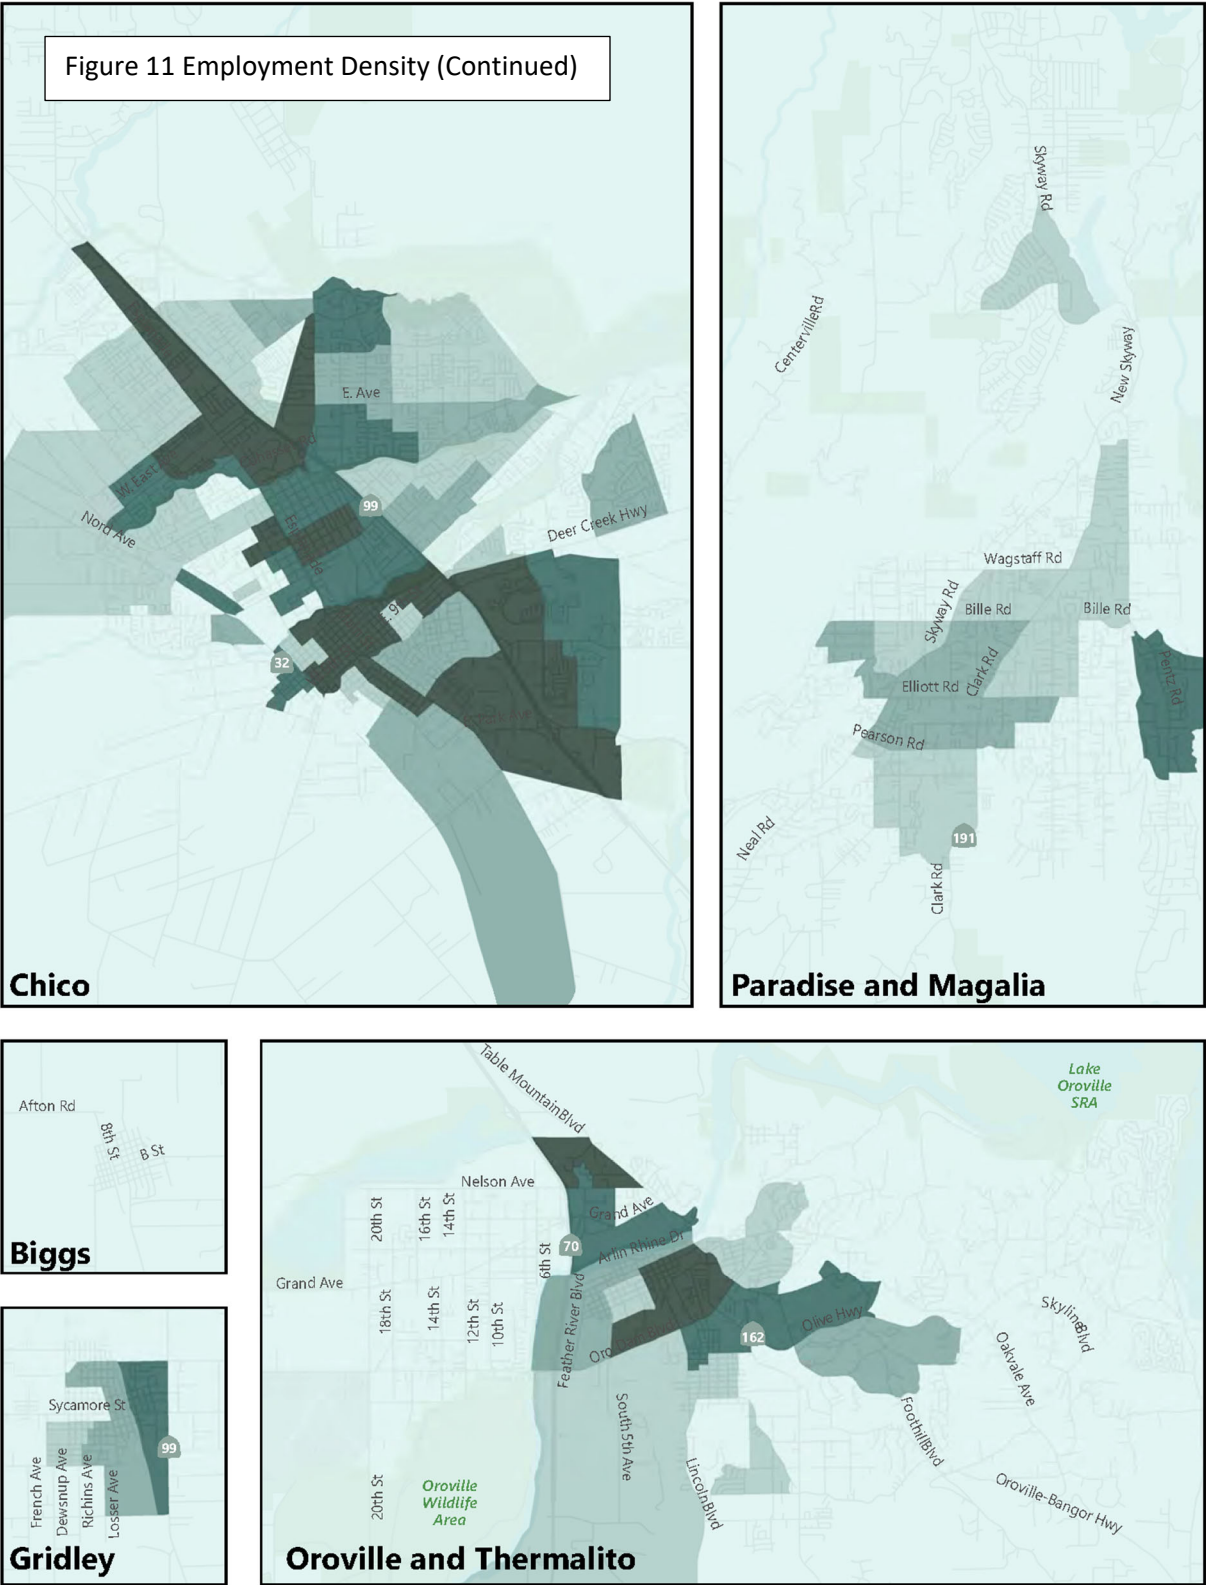 Figure 11 Employment Density (Continued)
E. Ave
W. East
Nord Ave
99
Deer Creek Hwy
32
Chico
Skyway Rd
Centerville Rd
New Skyway
Wagstaff Rd
Skyway Rd
Bille Rd
Bille Rd
Clark Rd
Elliott Rd
Pentz Rd
Pearson Rd
Neal Rd
191
Clark Rd
Paradise and Magalia
Afton Rd
8th St
B St
Biggs
Sycamore St
99
French Ave
Dewsnup Ave
Richins Ave
Losser Ave
Gridley
Table Mountain Blvd
Lake
Oroville
SRA
Nelson Ave
20th St
16th St
14th St
Grand Ave
70
6th St
Arlin Rhine Dr
Grand Ave
18th St
14th St
12th St
10th St
Feather River Blvd
162
Olive Hwy
Skyline Blvd
Oakvale Ave
South 5th Ave
Foothill Blvd
Lincoln Blvd
20th St
Oroville
Wildlife
Area
Oroville-Bangor Hwy
Oroville and Thermalito